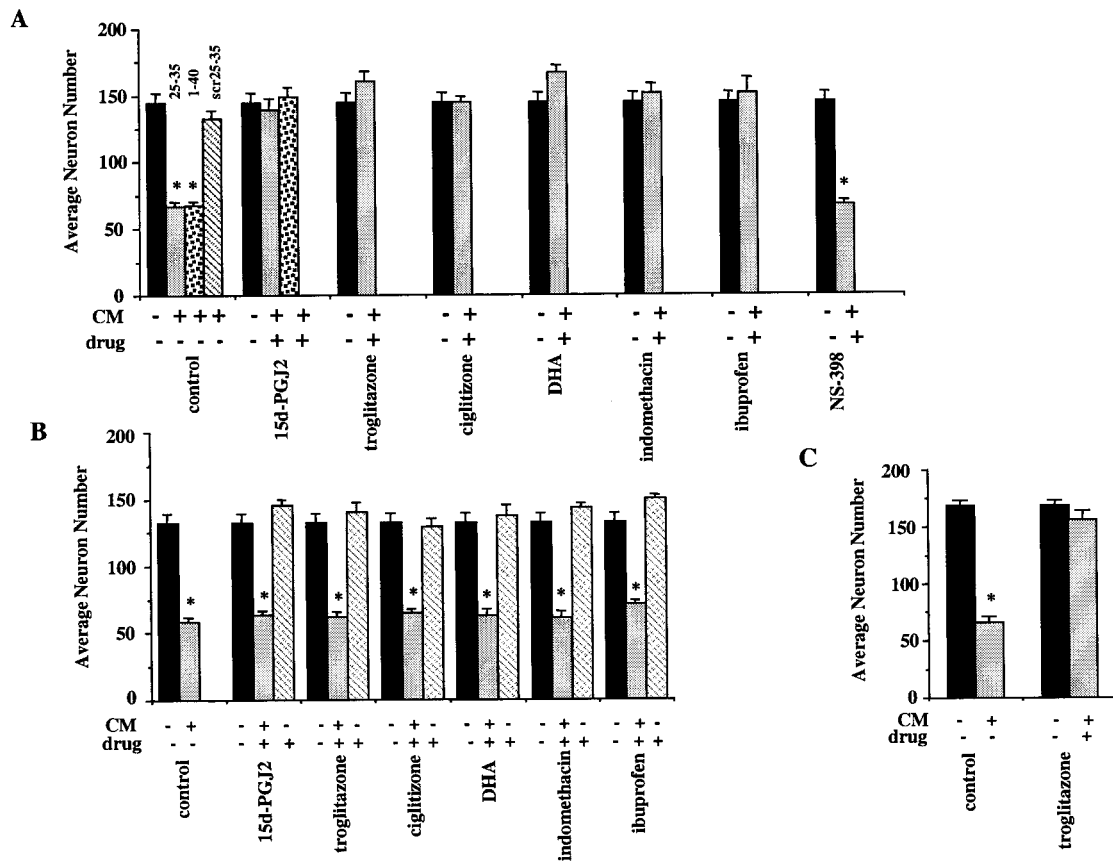 A
Average Neuron Number
200
150
100
50
0
25-35
1-40
scr25-35
* *
*
CM - + + + - + + - + - + - + - + - + - +
drug - - - - - + + - + - + - + - + - + - +
control
15d-PGJ2
troglitazone
ciglitizone
DHA
indomethacin
ibuprofen
NS-398
B
Average Neuron Number
200
150
100
50
0
* * * * * * *
CM - + - + - - + - - + - - + - - + - - + -
drug - - - + + - + + - + + - + + - + + - + +
control
15d-PGJ2
troglitazone
ciglitizone
DHA
indomethacin
ibuprofen
C
Average Neuron Number
200
150
100
50
0
*
CM - + - +
drug - - - +
control
troglitazone